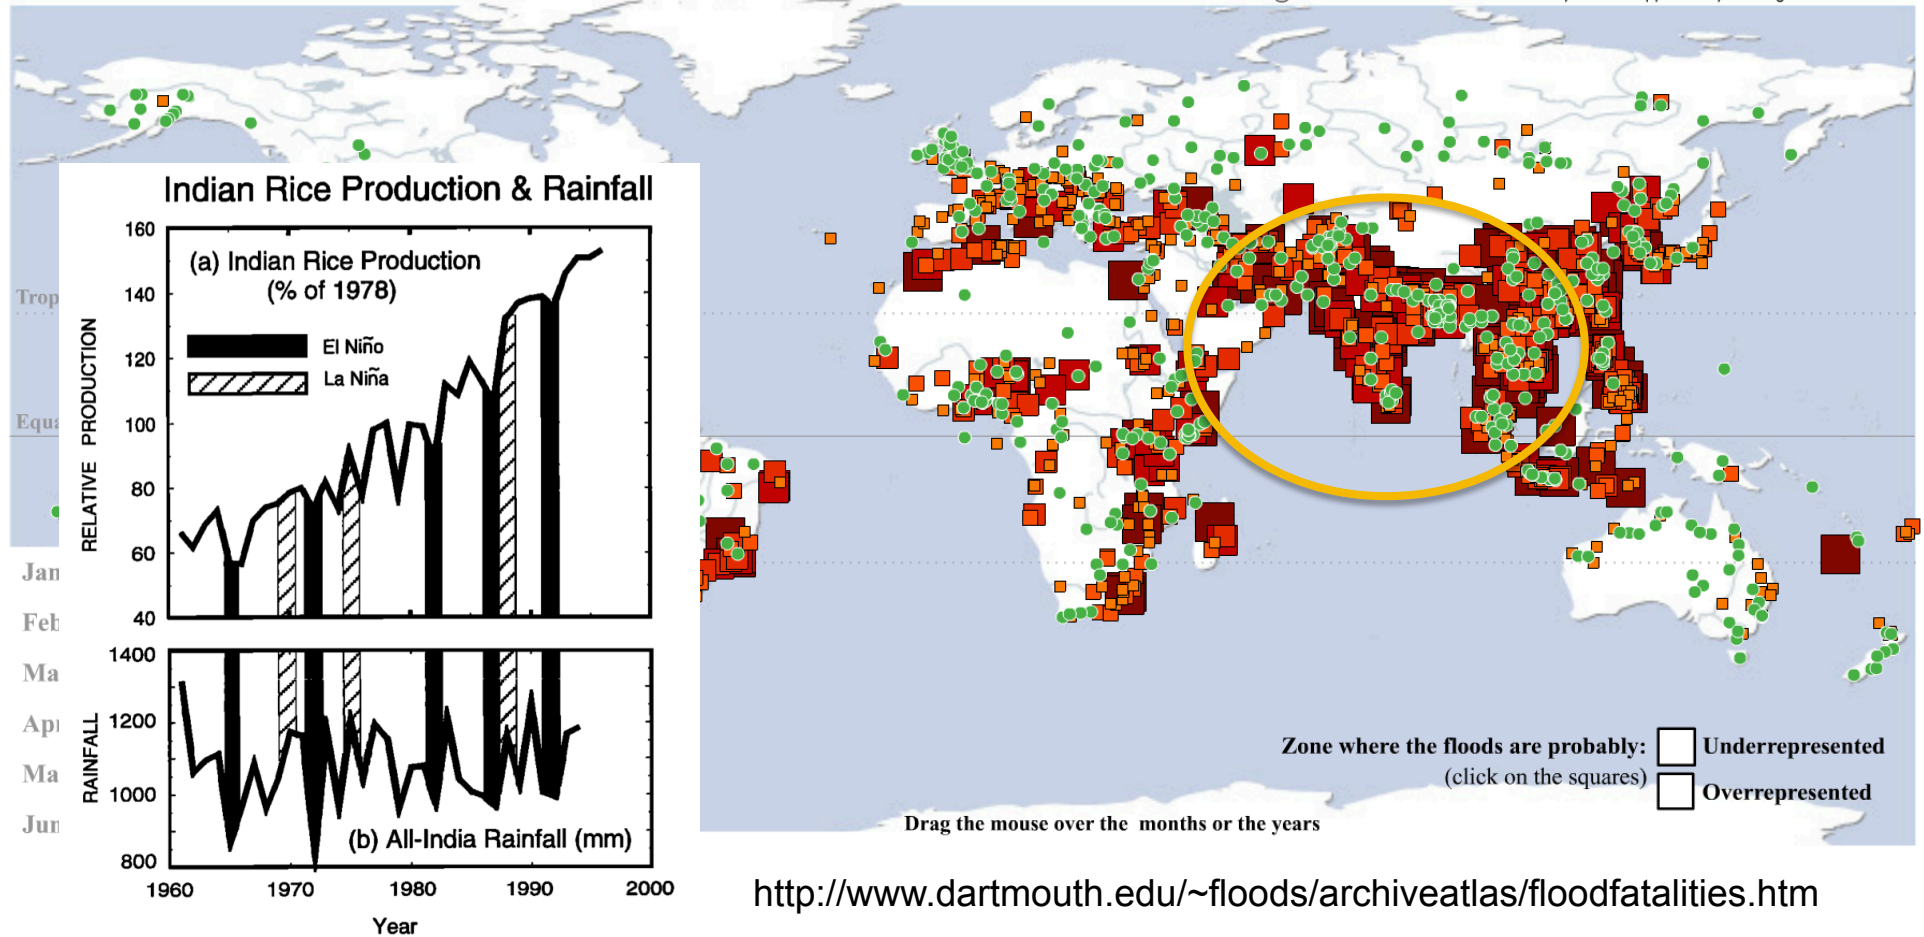 Trop
Equa
Jan
Feb
Ma
Apr
Ma
Jun
Indian Rice Production & Rainfall
(a) Indian Rice Production
(% of 1978)
El Niño
La Niña
RELATIVE PRODUCTION
160
140
120
100
80
60
40
1400
1200
1000
800
RAINFALL
(b) All-India Rainfall (mm)
1960 1970 1980 1990 2000
Year
Zone where the floods are probably:
(click on the squares)
Underrepresented
Overrepresented
Drag the mouse over the months or the years
http://www.dartmouth.edu/~floods/archiveatlas/floodfatalities.htm